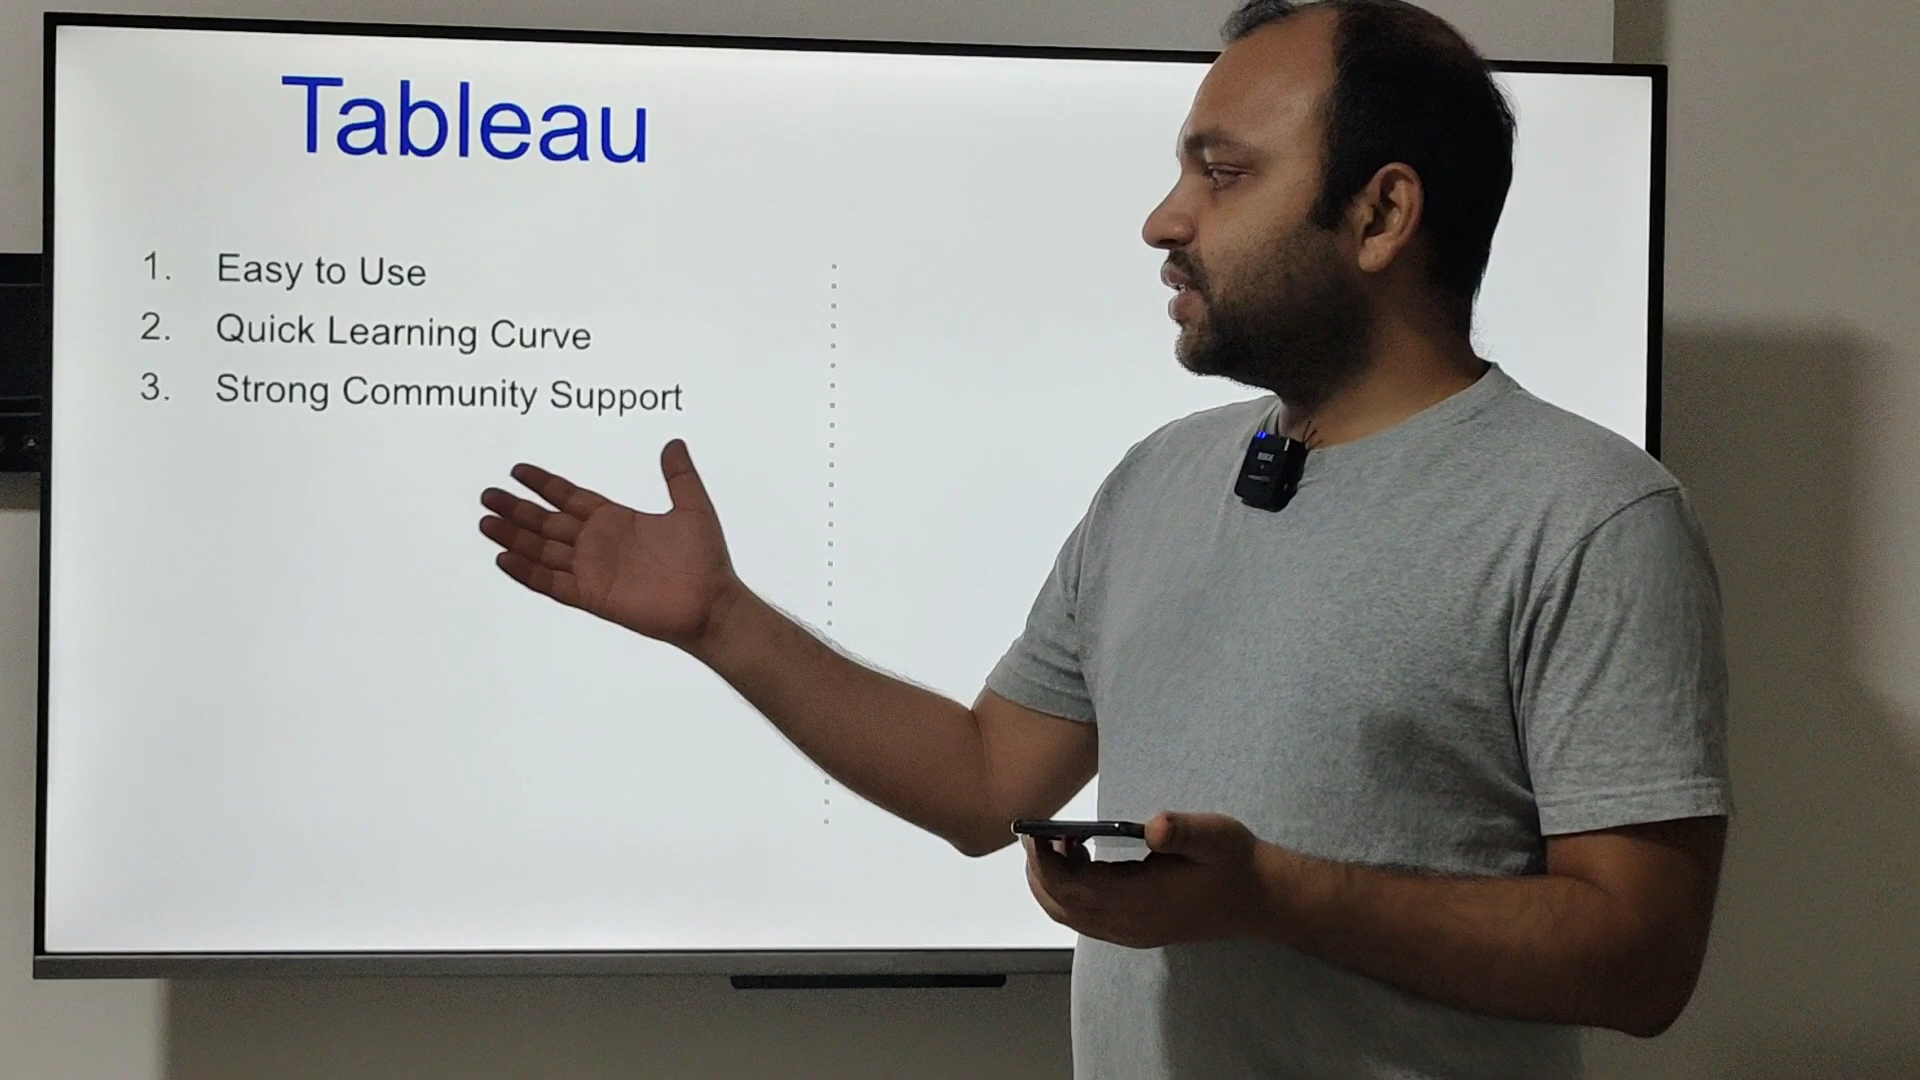 Tableau
1. Easy to Use
2. Quick Learning Curve
3. Strong Community Support